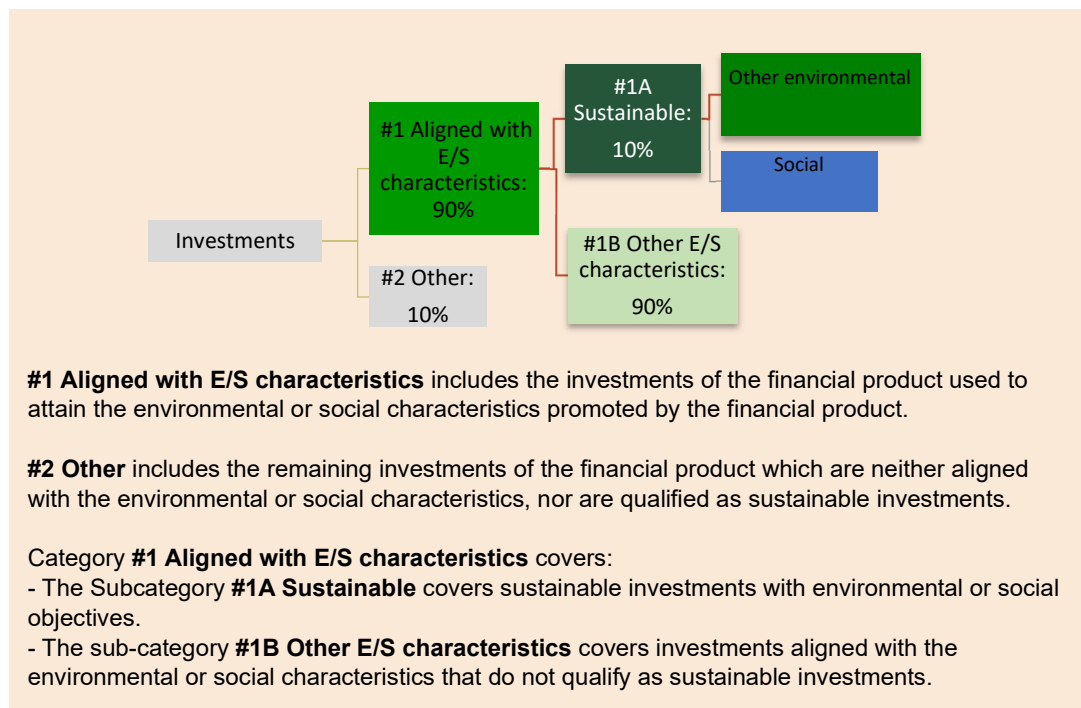 Investments
#1 Aligned with
E/S
characteristics:
90%
#2 Other:
10%
#1A
Sustainable:
10%
#1B Other E/S
characteristics:
90%
Other environmental
Social
#1 Aligned with E/S characteristics includes the investments of the financial product used to
attain the environmental or social characteristics promoted by the financial product.
#2 Other includes the remaining investments of the financial product which are neither aligned
with the environmental or social characteristics, nor are qualified as sustainable investments.
Category #1 Aligned with E/S characteristics covers:
- The Subcategory #1A Sustainable covers sustainable investments with environmental or social
objectives.
- The sub-category #1B Other E/S characteristics covers investments aligned with the
environmental or social characteristics that do not qualify as sustainable investments.